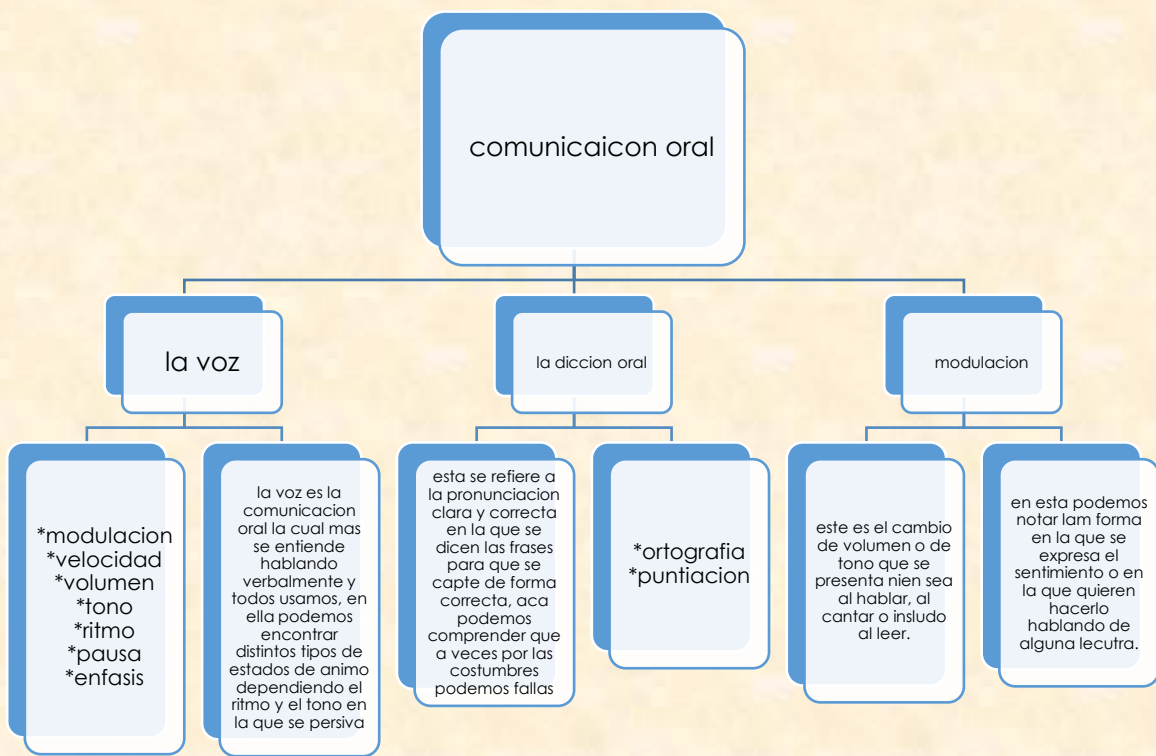 comunicaicon oral
la voz
la diccion oral
modulacion
*modulacion
*velocidad
*volumen
*tono
*ritmo
*pausa
*enfasis
la voz es la
comunicacion
oral la cual mas
se entiende
hablando
verbalmente y
todos usamos, en
ella podemos
encontrar
distintos tipos de
estados de animo
dependiendo el
ritmo y el tono en
la que se persiva
esta se refiere a
la pronunciacion
clara y correcta
en la que se
dicen las frases
para que se
capte de forma
correcta, aca
podemos
comprender que
a veces por las
costumbres
podemos fallas
*ortografia
*puntiacion
este es el cambio
de volumen o de
tono que se
presenta nien sea
al hablar, al
cantar o insludo
al leer.
en esta podemos
notar lam forma
en la que se
expresa el
sentimiento o en
la que quieren
hacerlo
hablando de
alguna lecutra.